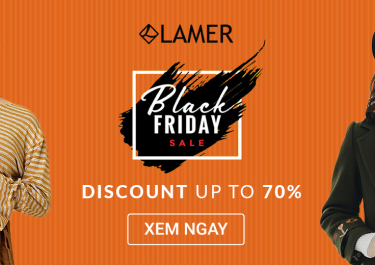 LAMER
Black
FRIDAY
SALE
DISCOUNT UP TO 70%
XEM NGAY